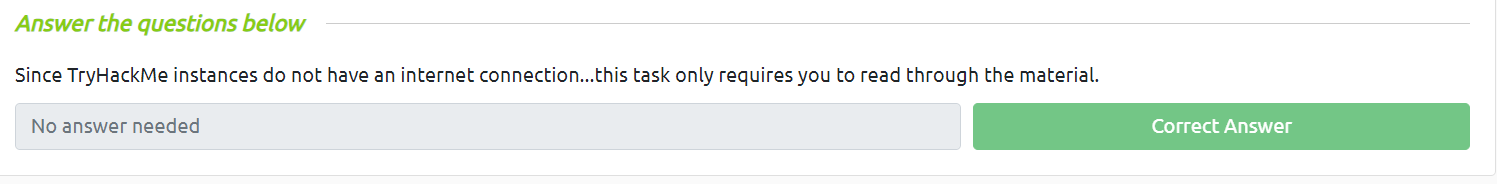 Answer the questions below
Since TryHackMe instances do not have an internet connection...this task only requires you to read through the material.
No answer needed
Correct Answer